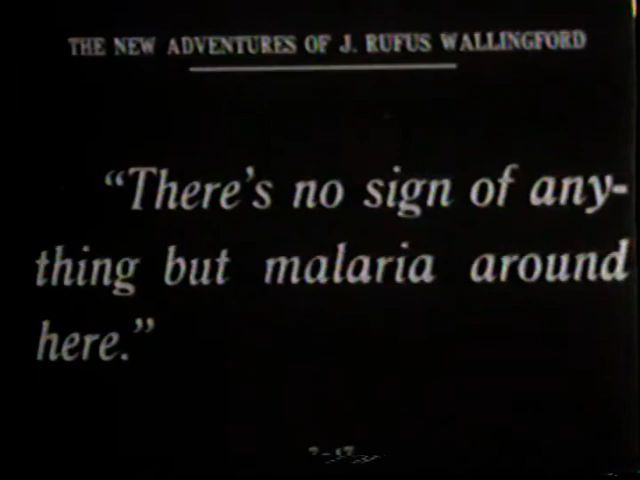 THE NEW ADVENTURES OF J. RUFUS WALLINGFORD
"There's no sign of any-
thing but malaria around
here."